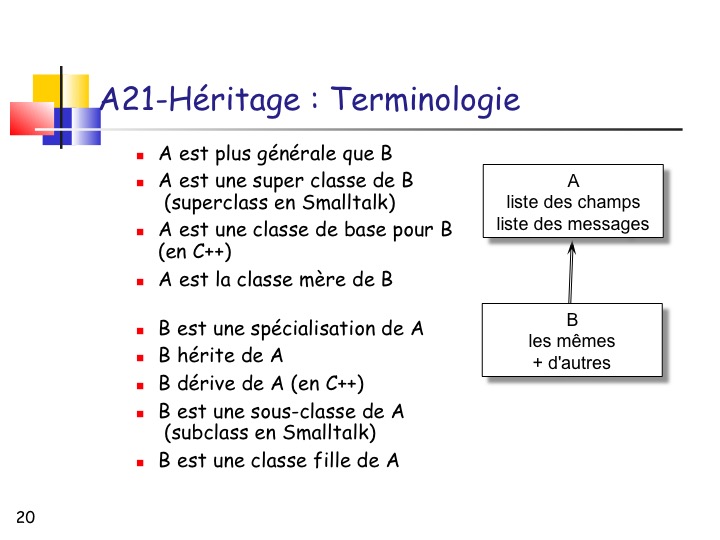 A21-Héritage : Terminologie
A est plus générale que B
A est une super classe de B
(superclass en Smalltalk)
A est une classe de base pour B
(en C++)
A est la classe mère de B
B est une spécialisation de A
B hérite de A
B dérive de A (en C++)
B est une sous-classe de A
(subclass en Smalltalk)
B est une classe fille de A
A
liste des champs
liste des messages
B
les mêmes
+ d'autres
20